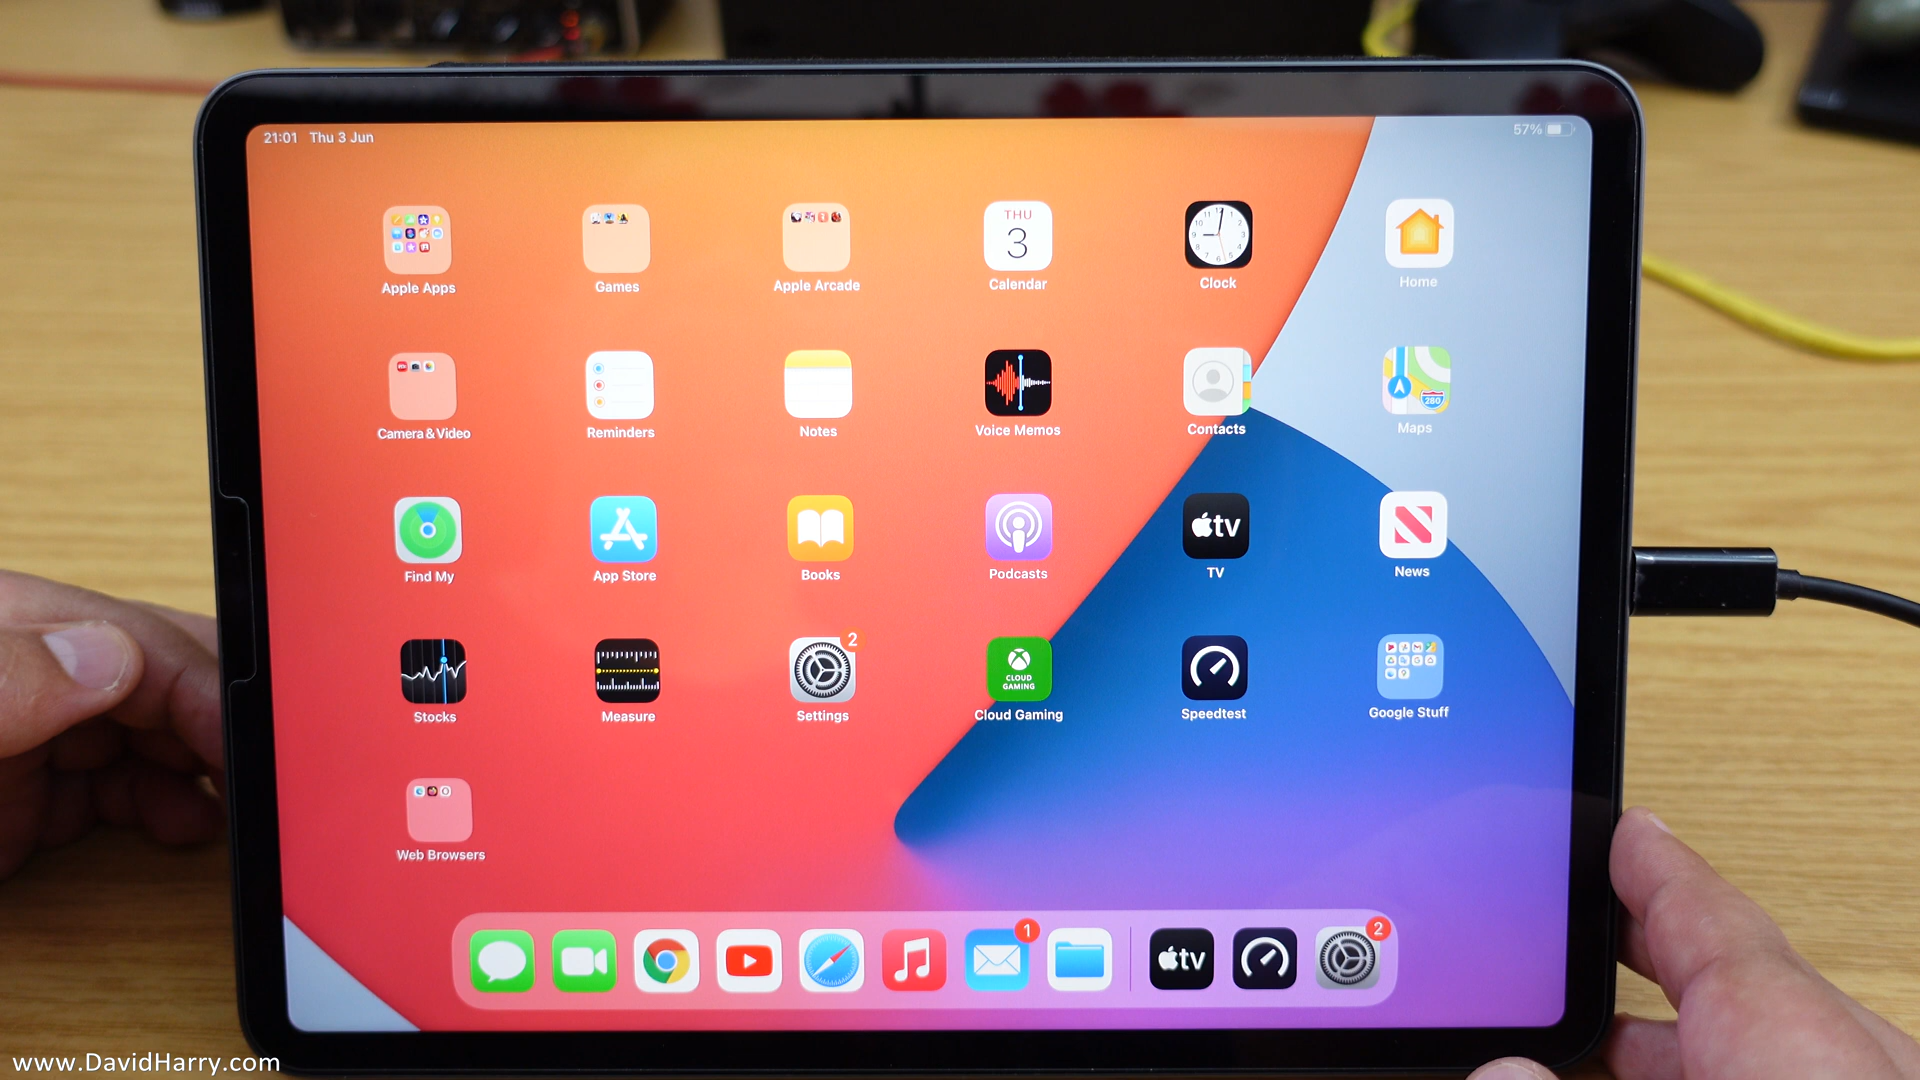 21:01 Thu 3 Jun
57%
Apple Apps
Games
Apple Arcade
THU
3
Calendar
Clock
Home
Camera & Video
Reminders
Notes
Voice Memos
Contacts
280
Maps
Find My
App Store
Books
Podcasts
tv
TV
News
Stocks
Measure
2
Settings
CLOUD
GAMING
Cloud Gaming
Speedtest
Google Stuff
Web Browsers
1
tv
2
www.DavidHarry.com